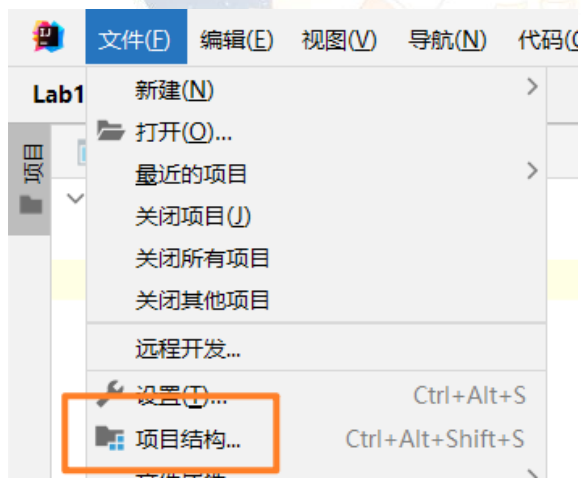 文件(F) 编辑(E) 视图(V) 导航(N) 代码(C
Lab1
项目
新建(N)
打开(O)...
最近的项目
关闭项目(J)
关闭所有项目
关闭其他项目
远程开发...
设置(T)... Ctrl+Alt+S
项目结构... Ctrl+Alt+Shift+S